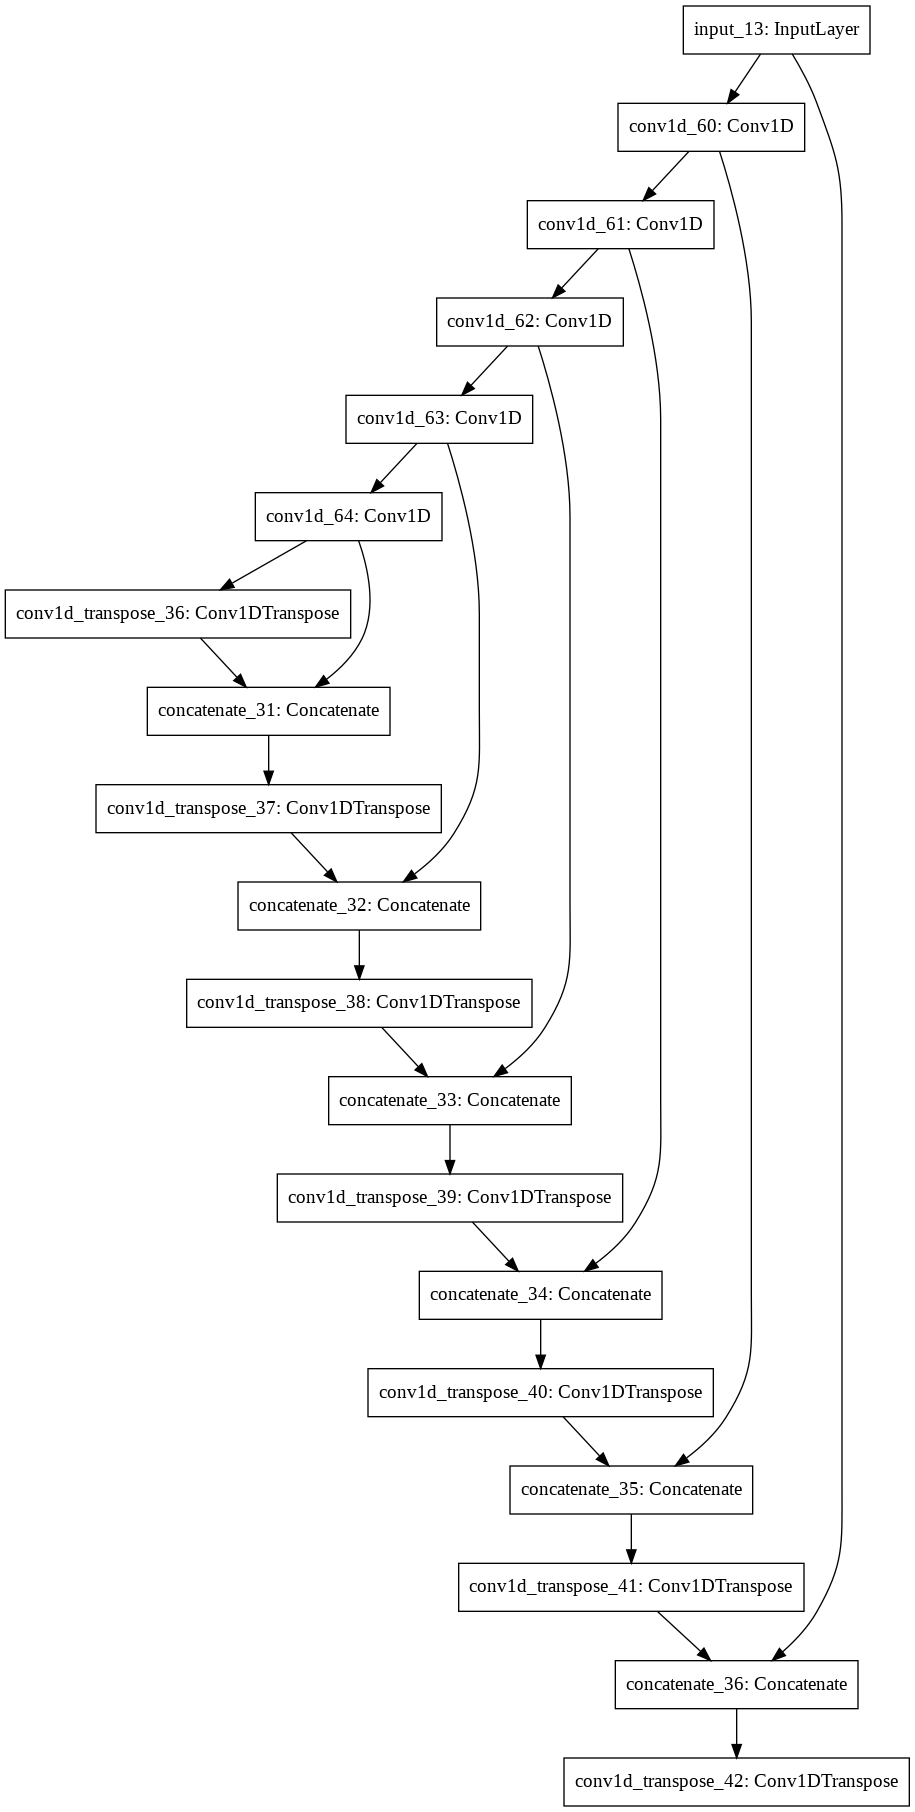 input_13: InputLayer
conv1d_60: Conv1D
conv1d_61: Conv1D
conv1d_62: Conv1D
conv1d_63: Conv1D
conv1d_64: Conv1D
conv1d_transpose_36: Conv1DTranspose
concatenate_31: Concatenate
conv1d_transpose_37: Conv1DTranspose
concatenate_32: Concatenate
conv1d_transpose_38: Conv1DTranspose
concatenate_33: Concatenate
conv1d_transpose_39: Conv1DTranspose
concatenate_34: Concatenate
conv1d_transpose_40: Conv1DTranspose
concatenate_35: Concatenate
conv1d_transpose_41: Conv1DTranspose
concatenate_36: Concatenate
conv1d_transpose_42: Conv1DTranspose